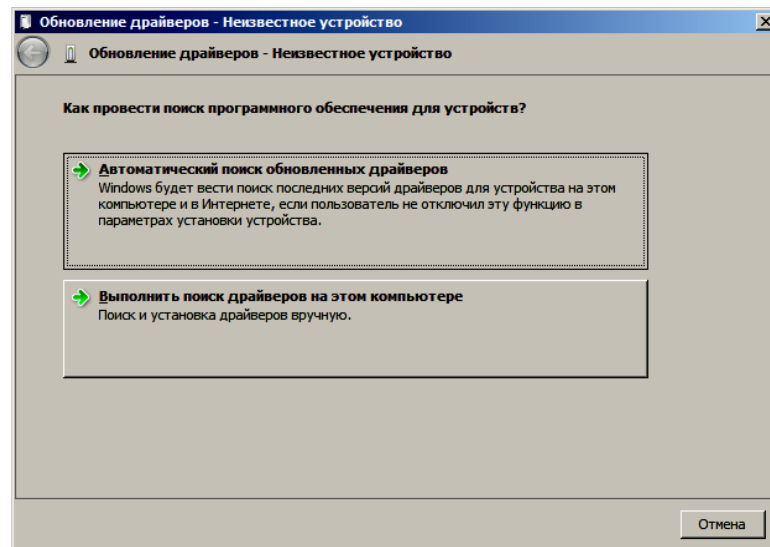 Обновление драйверов - Неизвестное устройство
Обновление драйверов - Неизвестное устройство
Как провести поиск программного обеспечения для устройств?
Автоматический поиск обновленных драйверов
Windows будет вести поиск последних версий драйверов для устройства на этом
компьютере и в Интернете, если пользователь не отключил эту функцию в
параметрах установки устройства.
Выполнить поиск драйверов на этом компьютере
Поиск и установка драйверов вручную.
Отмена